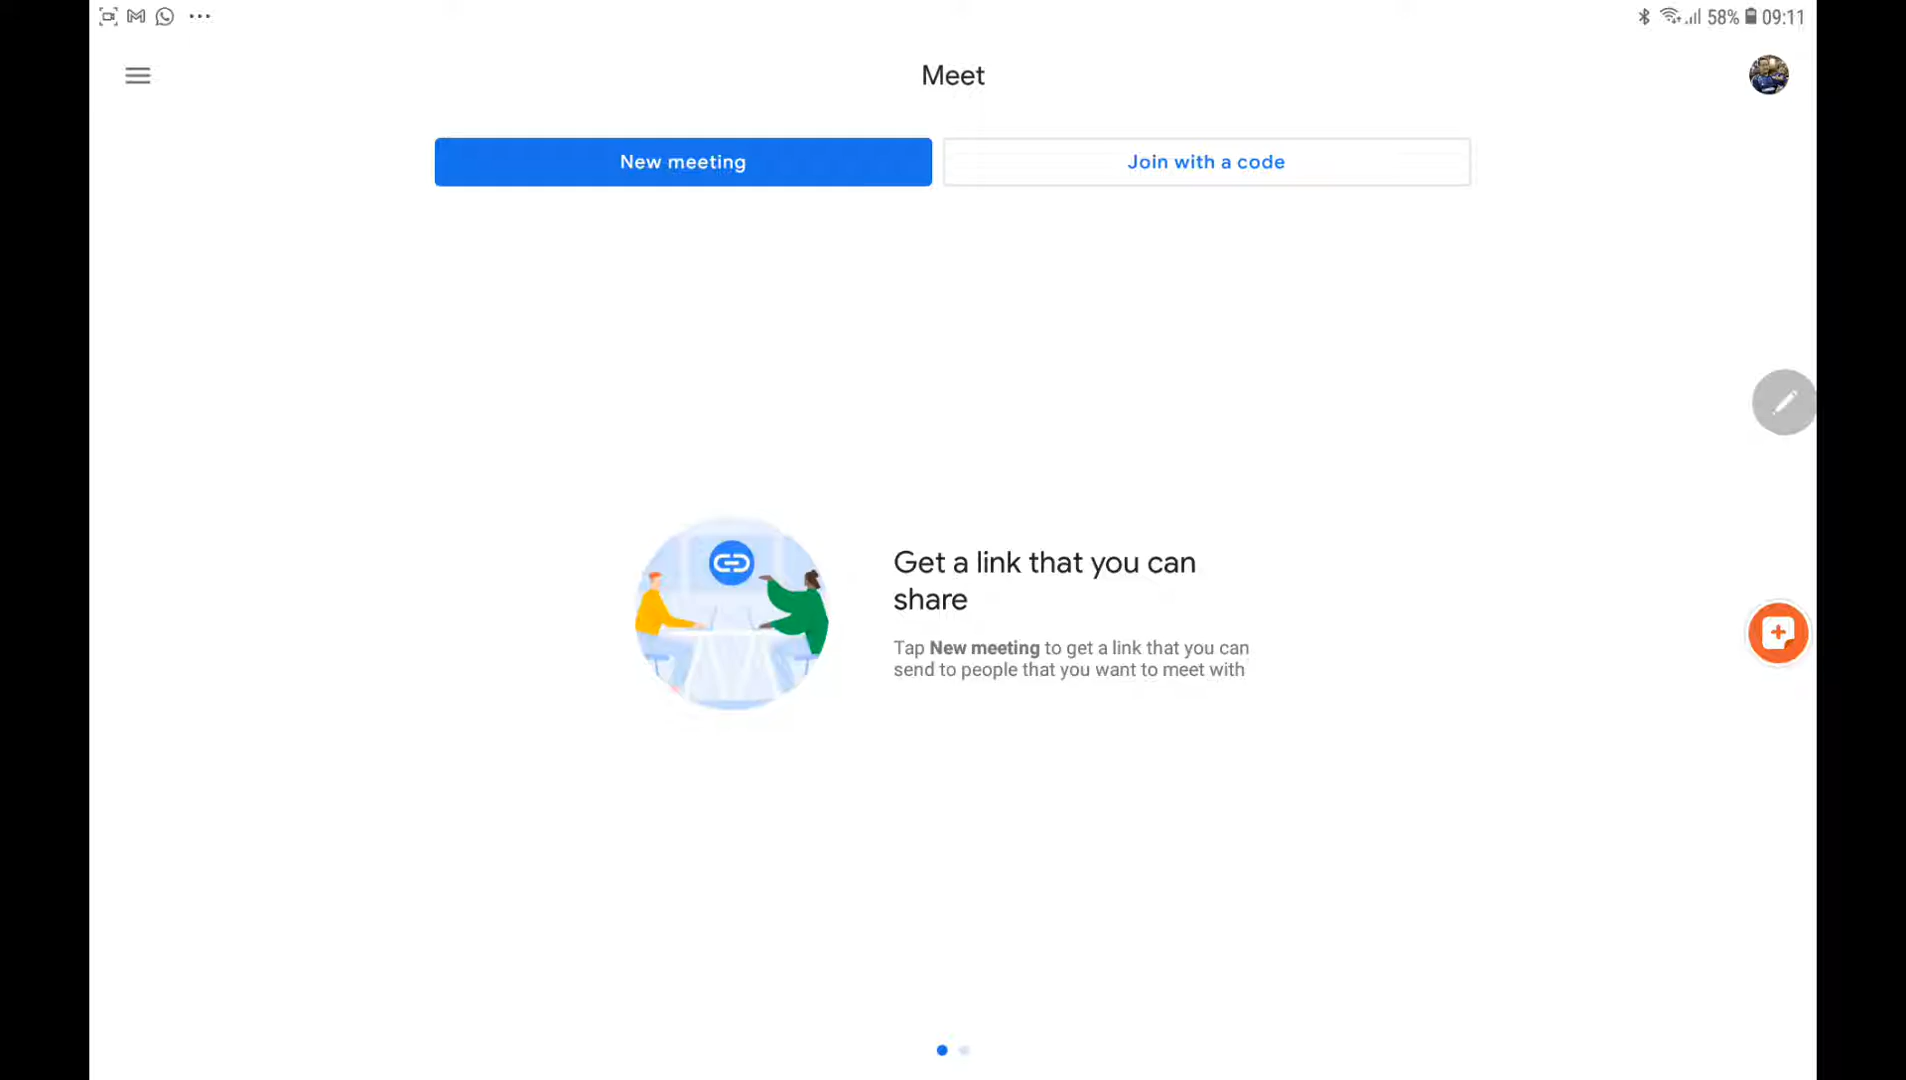 58% 09:11
Meet
New meeting
Join with a code
Get a link that you can
share
Tap New meeting to get a link that you can
send to people that you want to meet with